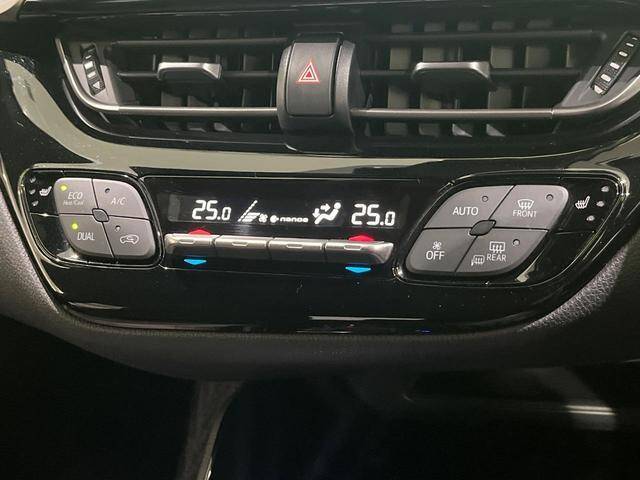 25.0 nanoe 25.0
ECO
Heat/Cool
A/C
DUAL
AUTO
FRONT
OFF
REAR